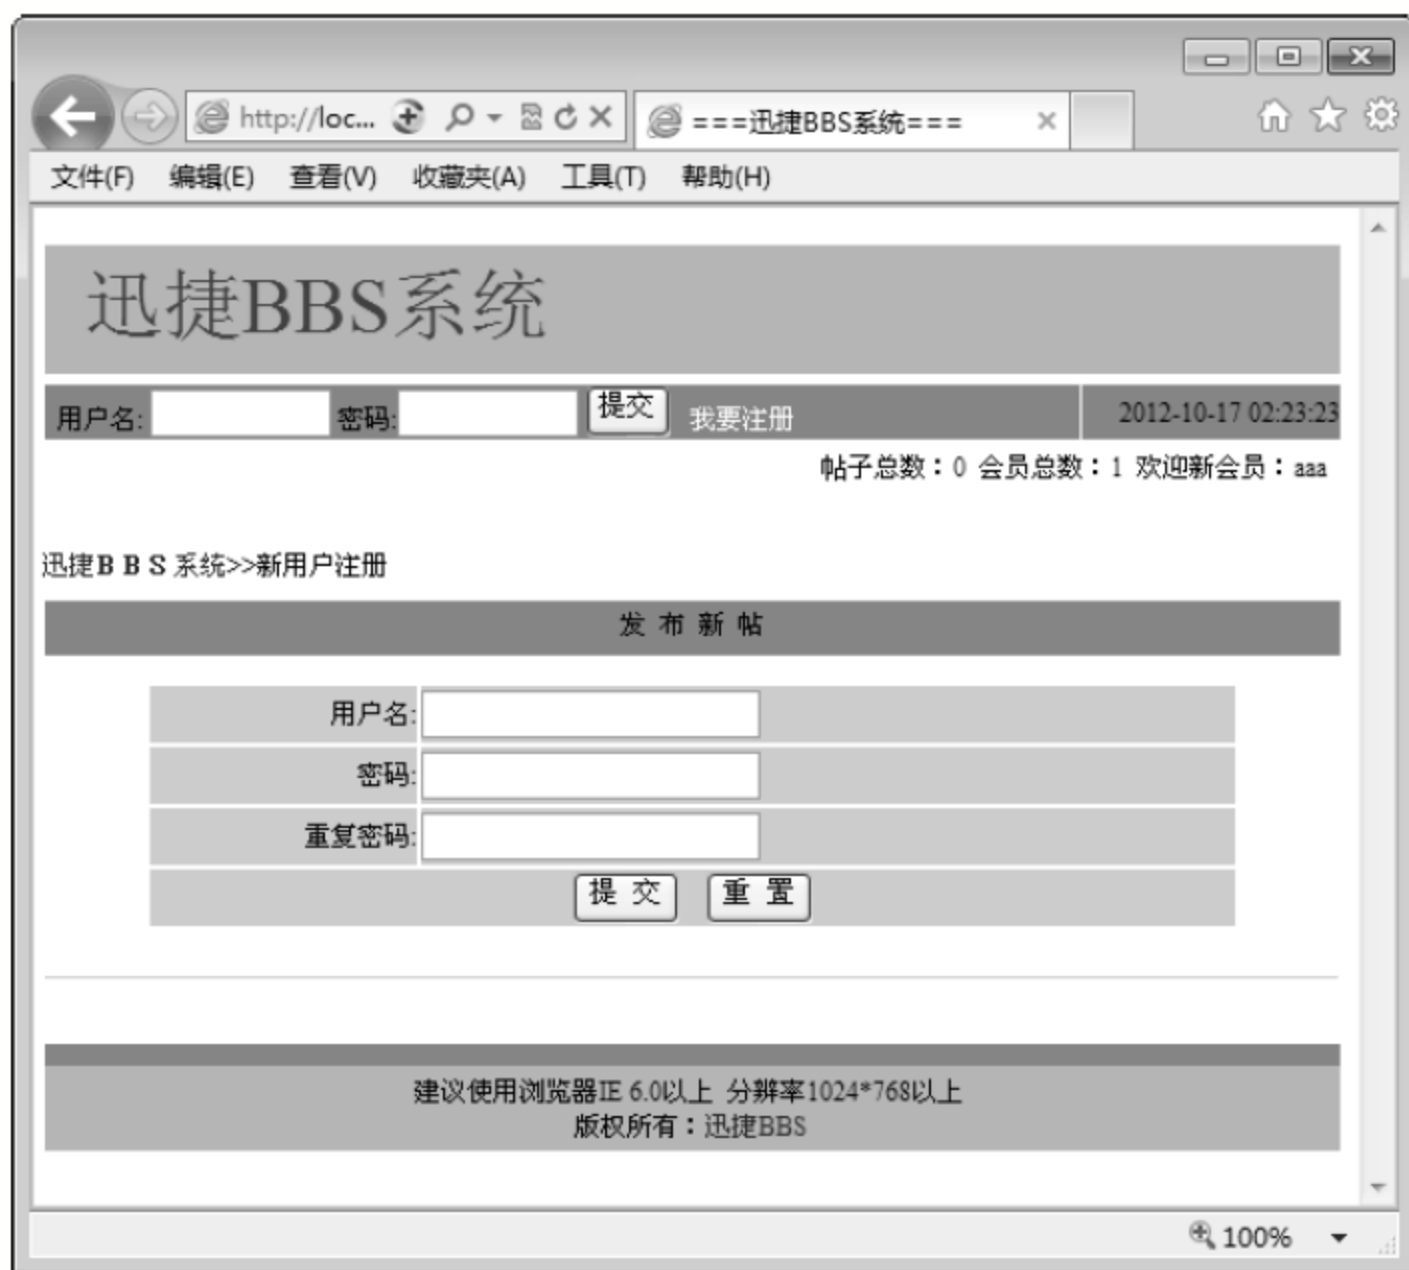 http://loc... ===迅捷BBS系统===
文件(F) 编辑(E) 查看(V) 收藏夹(A) 工具(T) 帮助(H)
迅捷BBS系统
用户名: 密码: 提交 我要注册 2012-10-17 02:23:23
帖子总数：0 会员总数：1 欢迎新会员：aaa
迅捷B B S 系统>>新用户注册
发 布 新 帖
用户名:
密码:
重复密码:
提 交 重 置
建议使用浏览器IE 6.0以上 分辨率1024*768以上
版权所有：迅捷BBS
100%